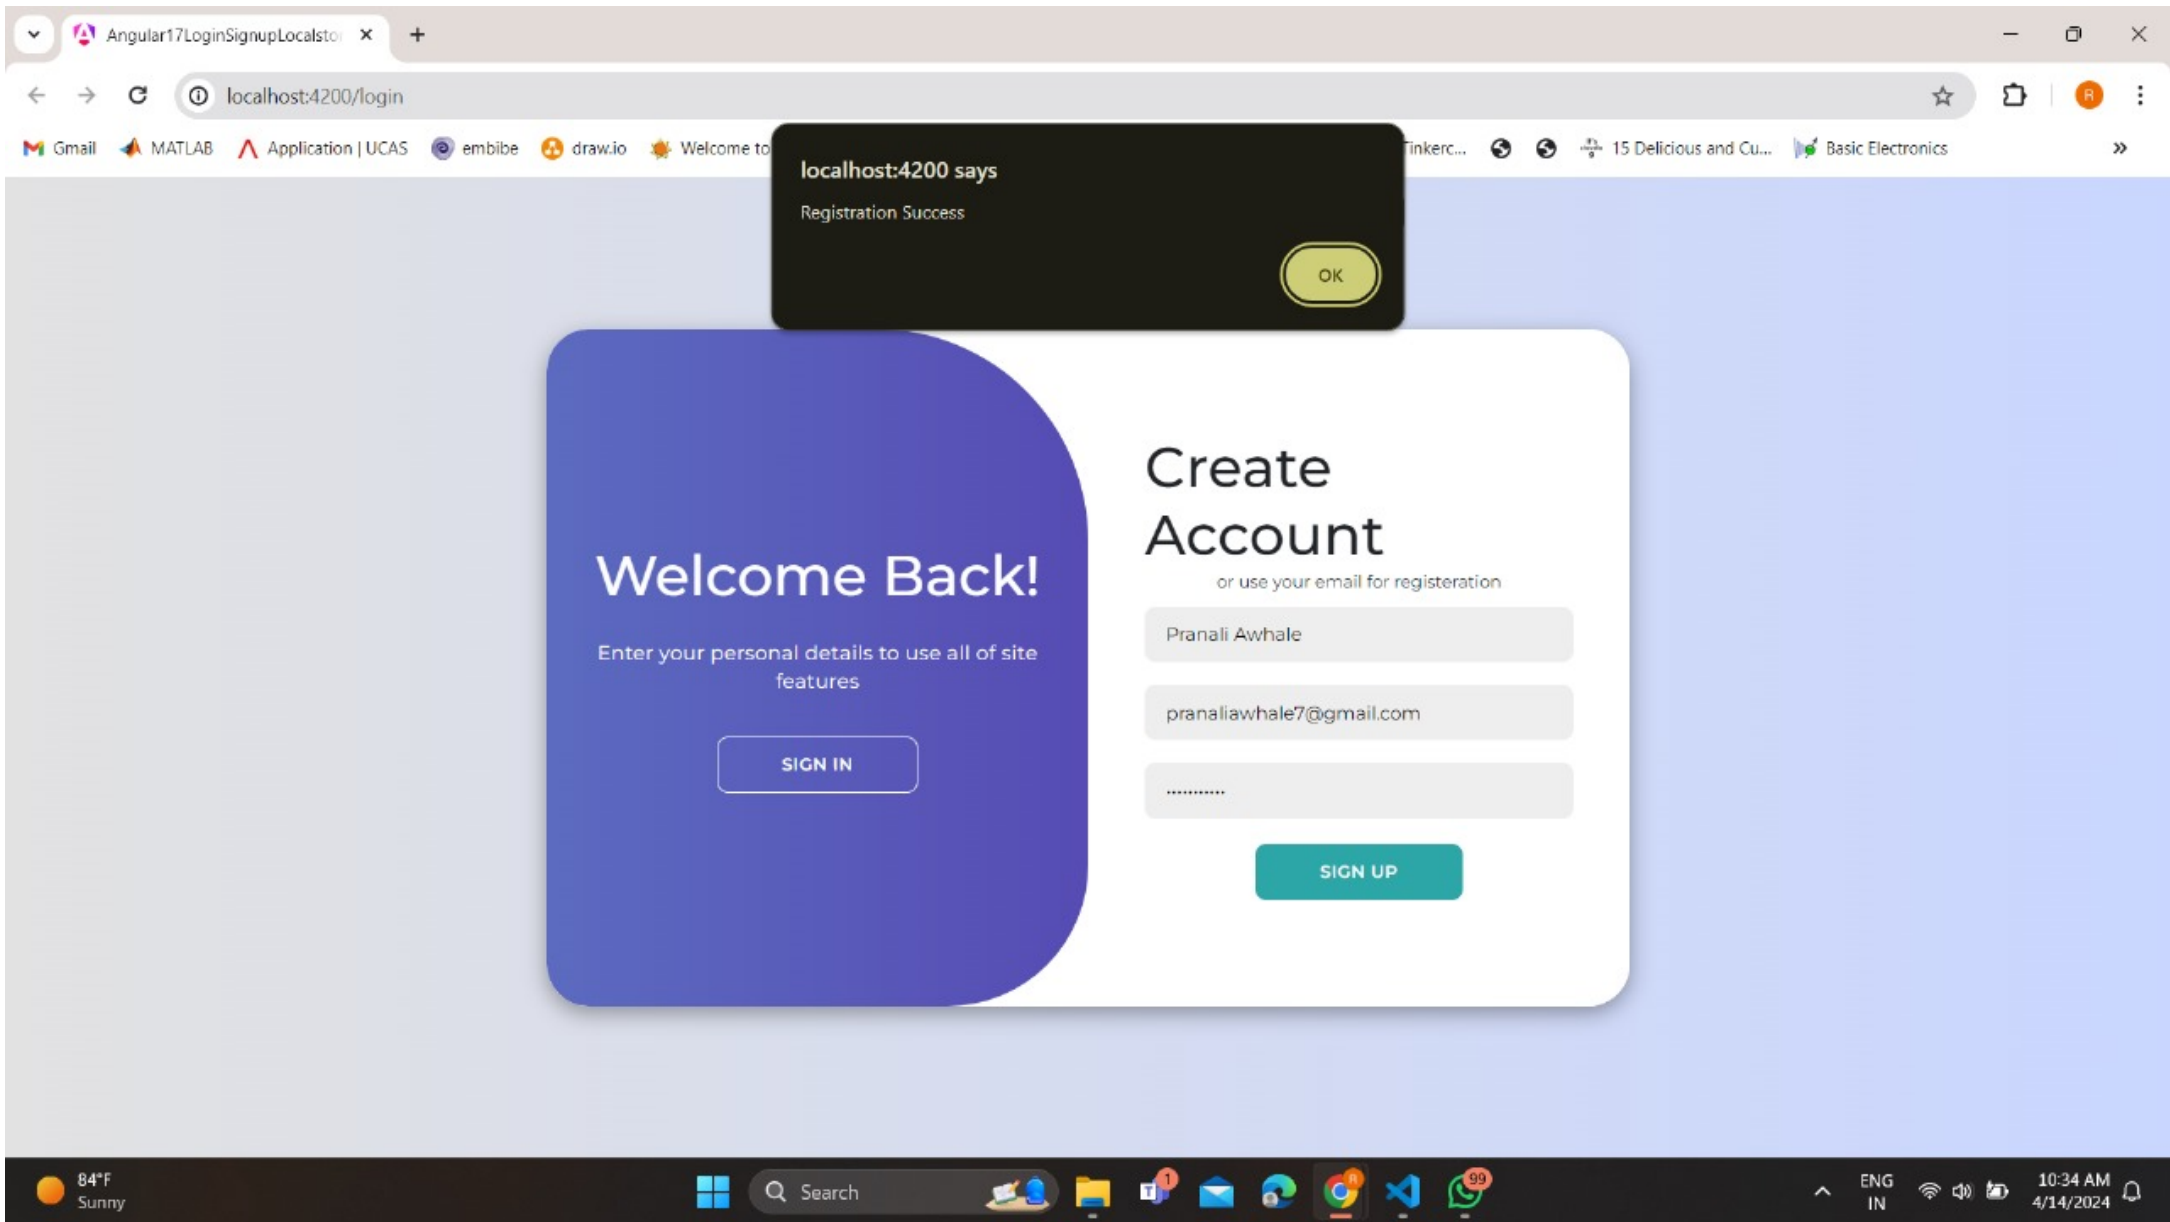 Angular17LoginSignupLocalsto
localhost:4200/login
Gmail MATLAB Application | UCAS embibe draw.io Welcome to Tinkerc... 15 Delicious and Cu... Basic Electronics
localhost:4200 says
Registration Success
OK
Welcome Back!
Enter your personal details to use all of site
features
SIGN IN
Create
Account
or use your email for registeration
Pranali Awhale
pranaliawhale7@gmail.com
SIGN UP
84°F
Sunny
Search
1
R
99
ENG
IN
10:34 AM
4/14/2024